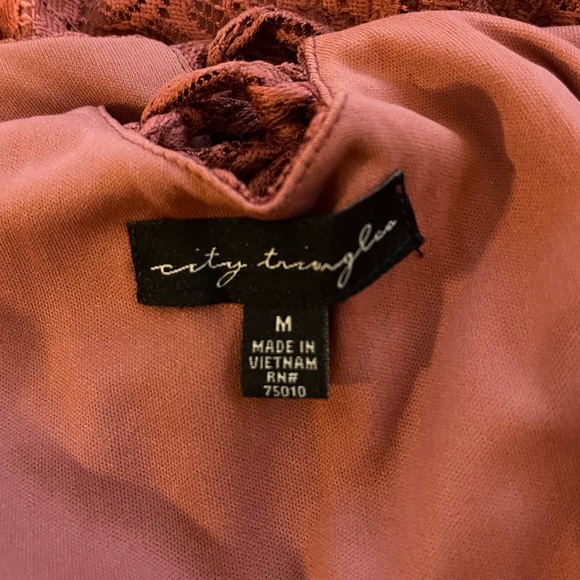 city triangles
M
MADE IN
VIETNAM
RN#
75010